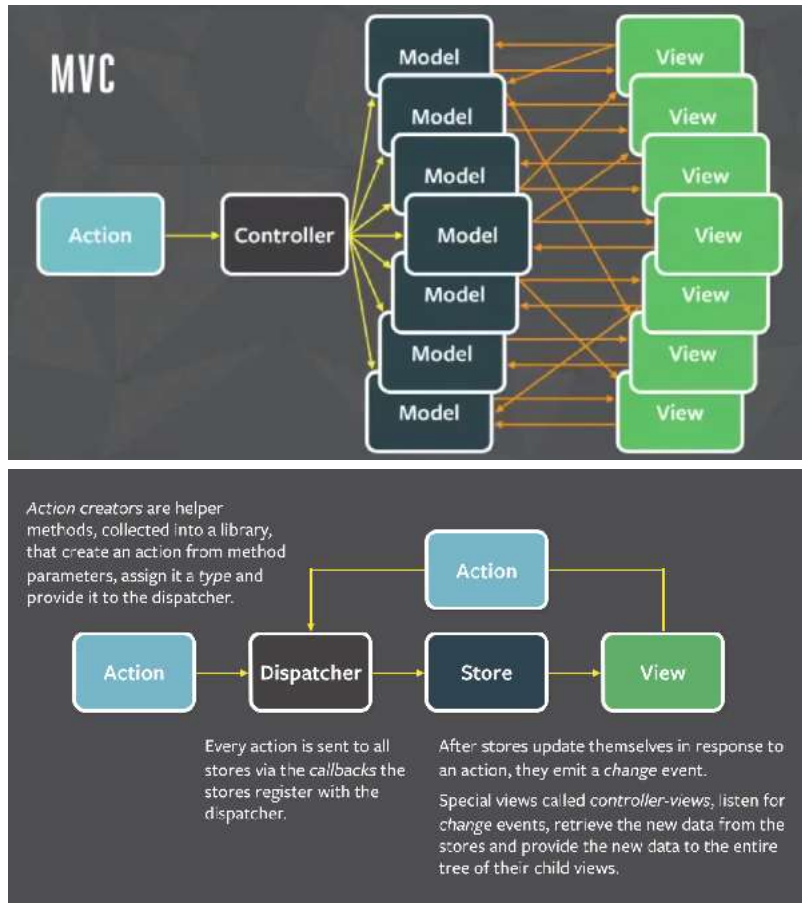 MVC
Action
Controller
Model
Model
Model
Model
Model
Model
Model
View
View
View
View
View
View
View
Action creators are helper
methods, collected into a library,
that create an action from method
parameters, assign it a type and
provide it to the dispatcher.
Action
Action
Dispatcher
Store
View
Every action is sent to all
stores via the callbacks the
stores register with the
dispatcher.
After stores update themselves in response to
an action, they emit a change event.
Special views called controller-views, listen for
change events, retrieve the new data from the
stores and provide the new data to the entire
tree of their child views.